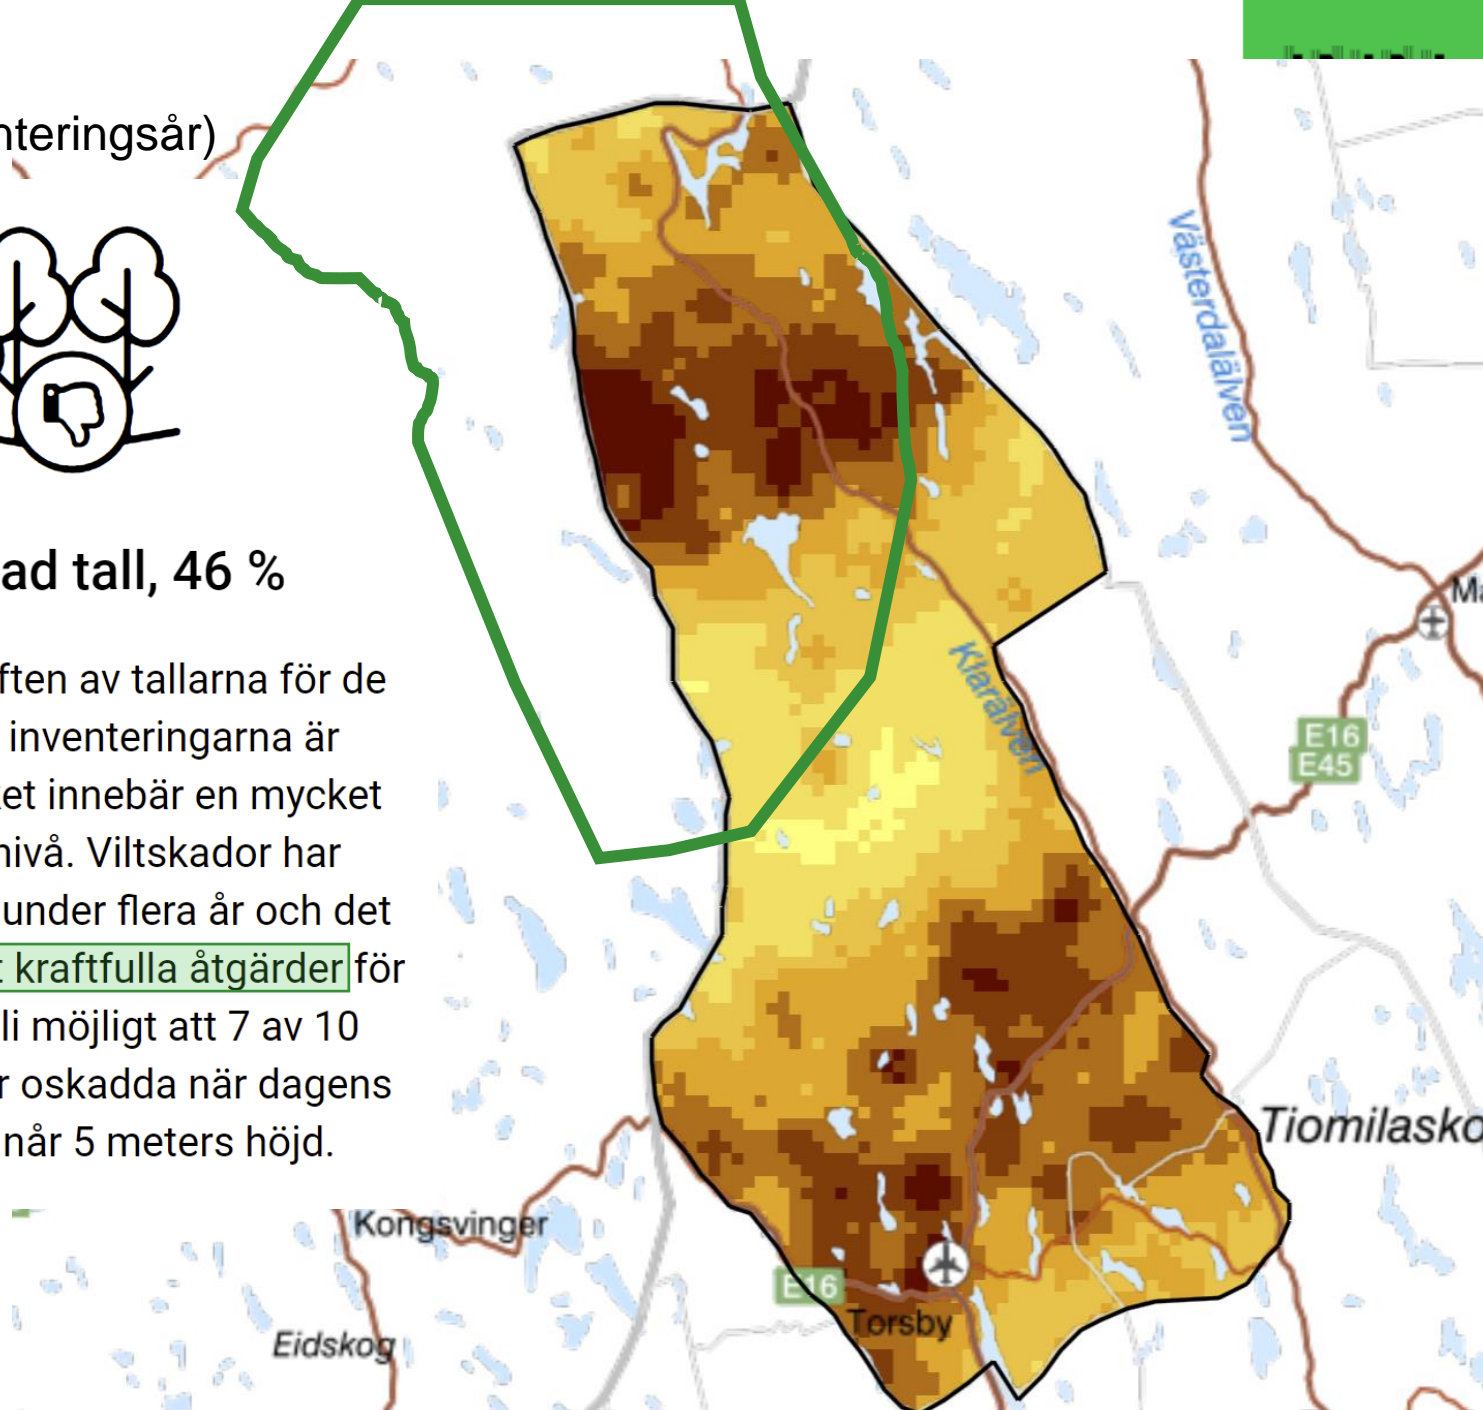 nteringsår)
ad tall, 46 %
ften av tallarna för de
inventeringarna är
et innebär en mycket
nivå. Viltskador har
under flera år och det
t kraftfulla åtgärder för
li möjligt att 7 av 10
r oskadda när dagens
når 5 meters höjd.
Västerdalälven
Ma
Klarälven
E16
E45
Tiomilasko
Kongsvinger
E16
Torsby
Eidskog